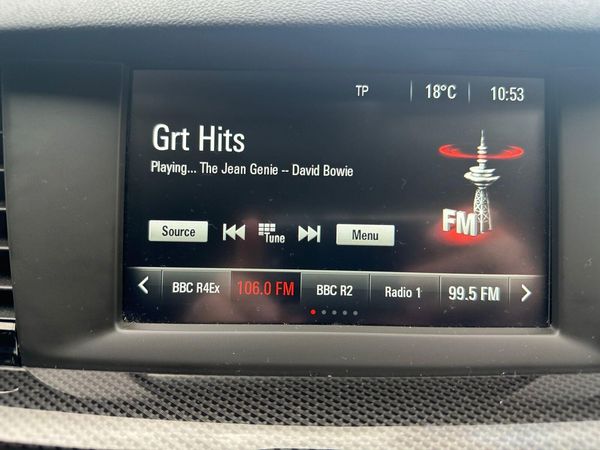 TP 18°C 10:53
Grt Hits
Playing... The Jean Genie -- David Bowie
FM
Source Tune Menu
BBC R4Ex 106.0 FM BBC R2 Radio 1 99.5 FM